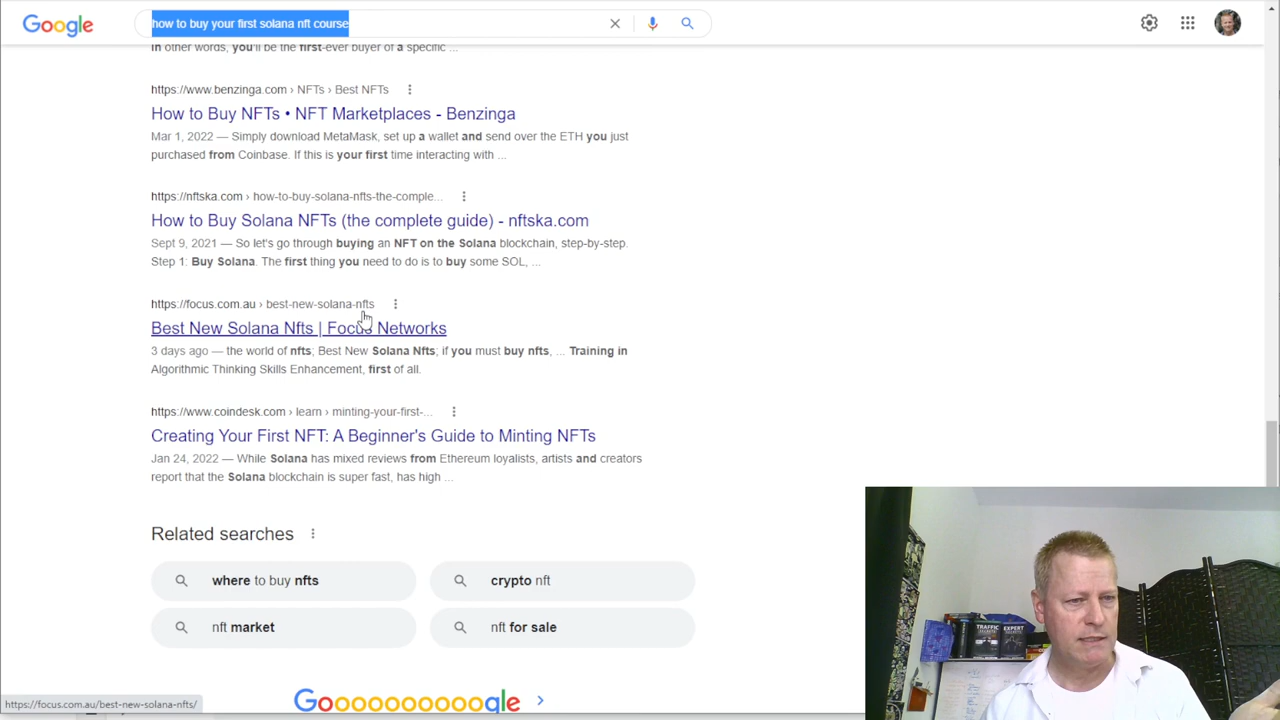 Google
how to buy your first solana nft course
In other words, you'll be the first-ever buyer of a specific ...
https://www.benzinga.com › NFTs › Best NFTs
How to Buy NFTs • NFT Marketplaces - Benzinga
Mar 1, 2022 — Simply download MetaMask, set up a wallet and send over the ETH you just
purchased from Coinbase. If this is your first time interacting with ...
https://nftska.com › how-to-buy-solana-nfts-the-comple...
How to Buy Solana NFTs (the complete guide) - nftska.com
Sept 9, 2021 — So let's go through buying an NFT on the Solana blockchain, step-by-step.
Step 1: Buy Solana. The first thing you need to do is to buy some SOL, ...
https://focus.com.au › best-new-solana-nfts
Best New Solana Nfts | Focus Networks
3 days ago — the world of nfts; Best New Solana Nfts; if you must buy nfts, ... Training in
Algorithmic Thinking Skills Enhancement, first of all.
https://www.coindesk.com › learn › minting-your-first-...
Creating Your First NFT: A Beginner's Guide to Minting NFTs
Jan 24, 2022 — While Solana has mixed reviews from Ethereum loyalists, artists and creators
report that the Solana blockchain is super fast, has high ...
Related searches
where to buy nfts
crypto nft
nft market
nft for sale
TRAFFIC
SECRETS
EXPERT
SECRETS
Goooooooooogle
https://focus.com.au/best-new-solana-nfts/